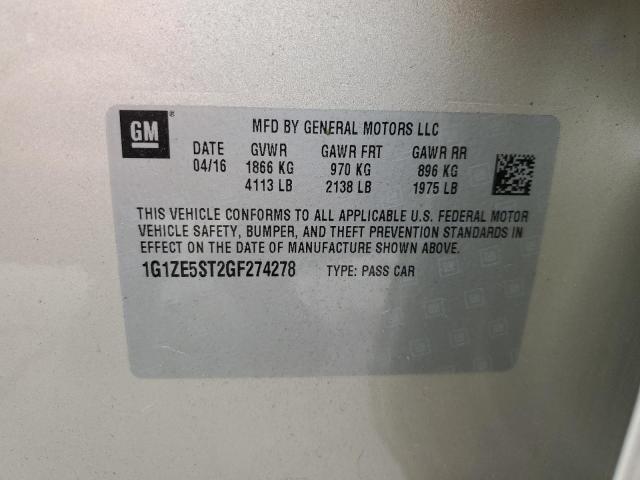 GM®
MFD BY GENERAL MOTORS LLC
DATE GVWR GAWR FRT GAWR RR
04/16 1866 KG 970 KG 896 KG
4113 LB 2138 LB 1975 LB
THIS VEHICLE CONFORMS TO ALL APPLICABLE U.S. FEDERAL MOTOR
VEHICLE SAFETY, BUMPER, AND THEFT PREVENTION STANDARDS IN
EFFECT ON THE DATE OF MANUFACTURE SHOWN ABOVE.
1G1ZE5ST2GF274278 TYPE: PASS CAR